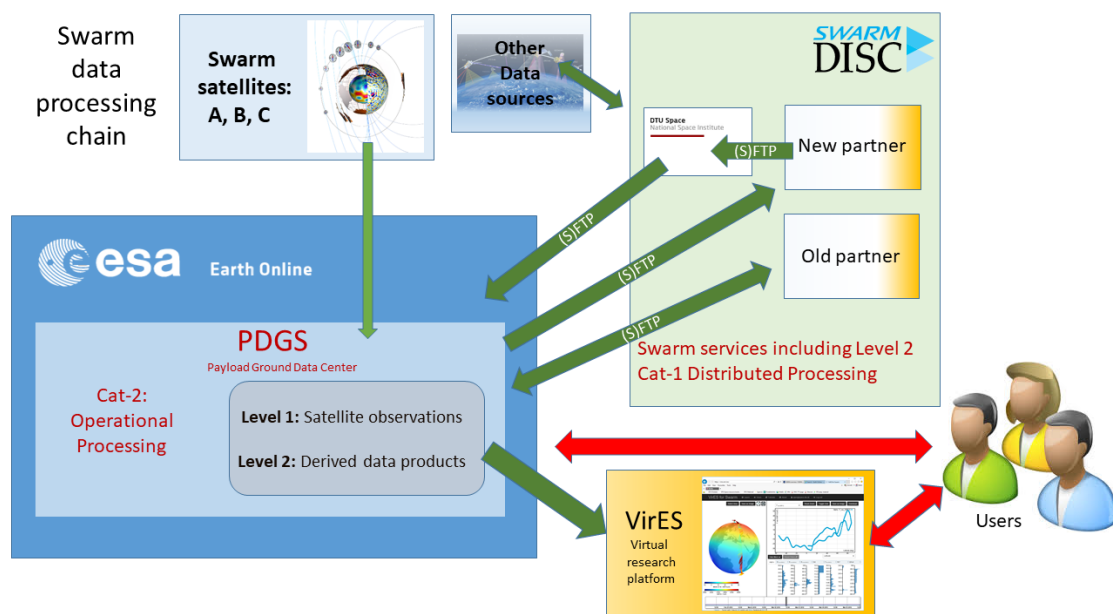 Swarm
data
processing
chain
Swarm
satellites:
A, B, C
Other
Data
sources
SWARM
DISC
DTU Space
National Space Institute
New partner
(S)FTP
Old partner
(S)FTP
(S)FTP
(S)FTP
Swarm services including Level 2
Cat-1 Distributed Processing
esa
Earth Online
PDGS
Payload Ground Data Center
Cat-2:
Operational
Processing
Level 1: Satellite observations
Level 2: Derived data products
VirES
Virtual
research
platform
Users